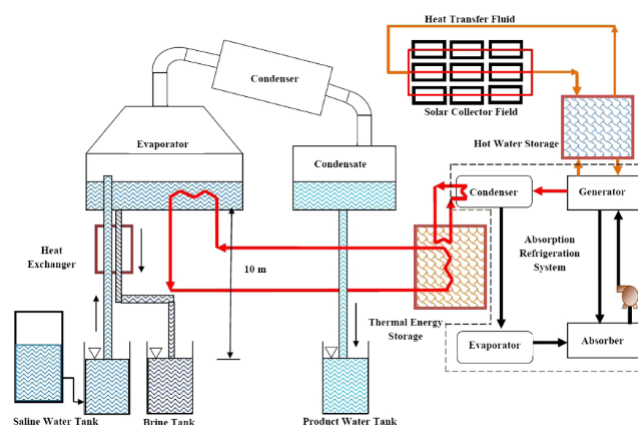 Heat Transfer Fluid
Condenser
Solar Collector Field
Evaporator
Hot Water Storage
Condensate
Condenser
Generator
Heat
Exchanger
Absorption
Refrigeration
System
10 m
Thermal Energy
Storage
Evaporator
Absorber
Saline Water Tank
Brine Tank
Product Water Tank